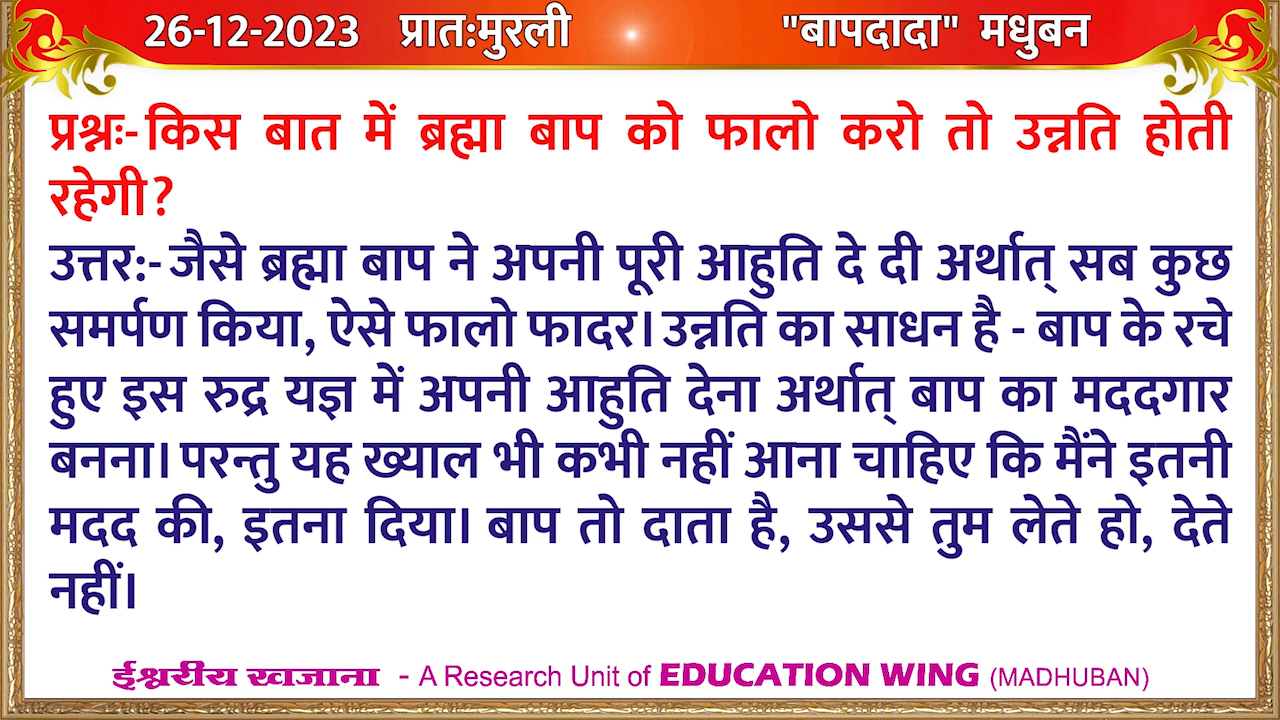 26-12-2023 प्रात:मुरली "बापदादा" मधुबन
प्रश्नः- किस बात में ब्रह्मा बाप को फालो करो तो उन्नति होती
रहेगी?
उत्तर:- जैसे ब्रह्मा बाप ने अपनी पूरी आहुति दे दी अर्थात् सब कुछ
समर्पण किया, ऐसे फालो फादर। उन्नति का साधन है - बाप के रचे
हुए इस रुद्र यज्ञ में अपनी आहुति देना अर्थात् बाप का मददगार
बनना। परन्तु यह ख्याल भी कभी नहीं आना चाहिए कि मैंने इतनी
मदद की, इतना दिया। बाप तो दाता है, उससे तुम लेते हो, देते
नहीं।
ईश्वरीय खजाना - A Research Unit of EDUCATION WING (MADHUBAN)